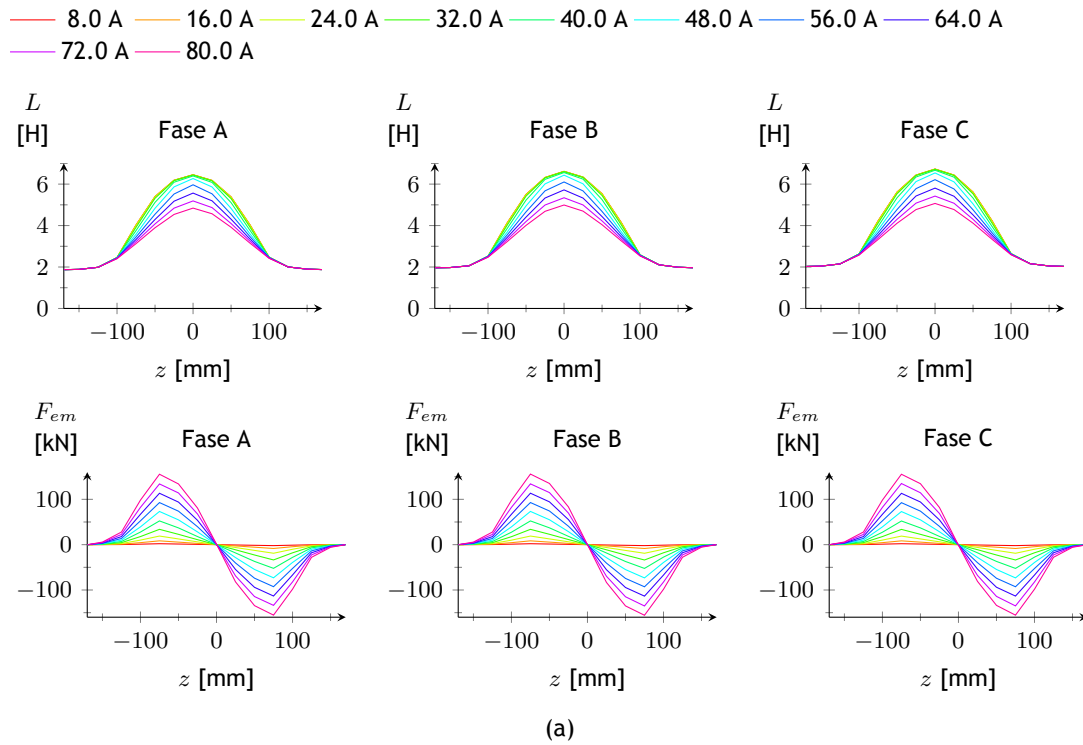 8.0 A 16.0 A 24.0 A 32.0 A 40.0 A 48.0 A 56.0 A 64.0 A
72.0 A 80.0 A
L
[H]
Fase A
6
4
2
0
−100 0 100
z [mm]
L
[H]
Fase B
6
4
2
0
−100 0 100
z [mm]
L
[H]
Fase C
6
4
2
0
−100 0 100
z [mm]
F_em
[kN]
Fase A
100
0
−100
−100 0 100
z [mm]
F_em
[kN]
Fase B
100
0
−100
−100 0 100
z [mm]
F_em
[kN]
Fase C
100
0
−100
−100 0 100
z [mm]
(a)